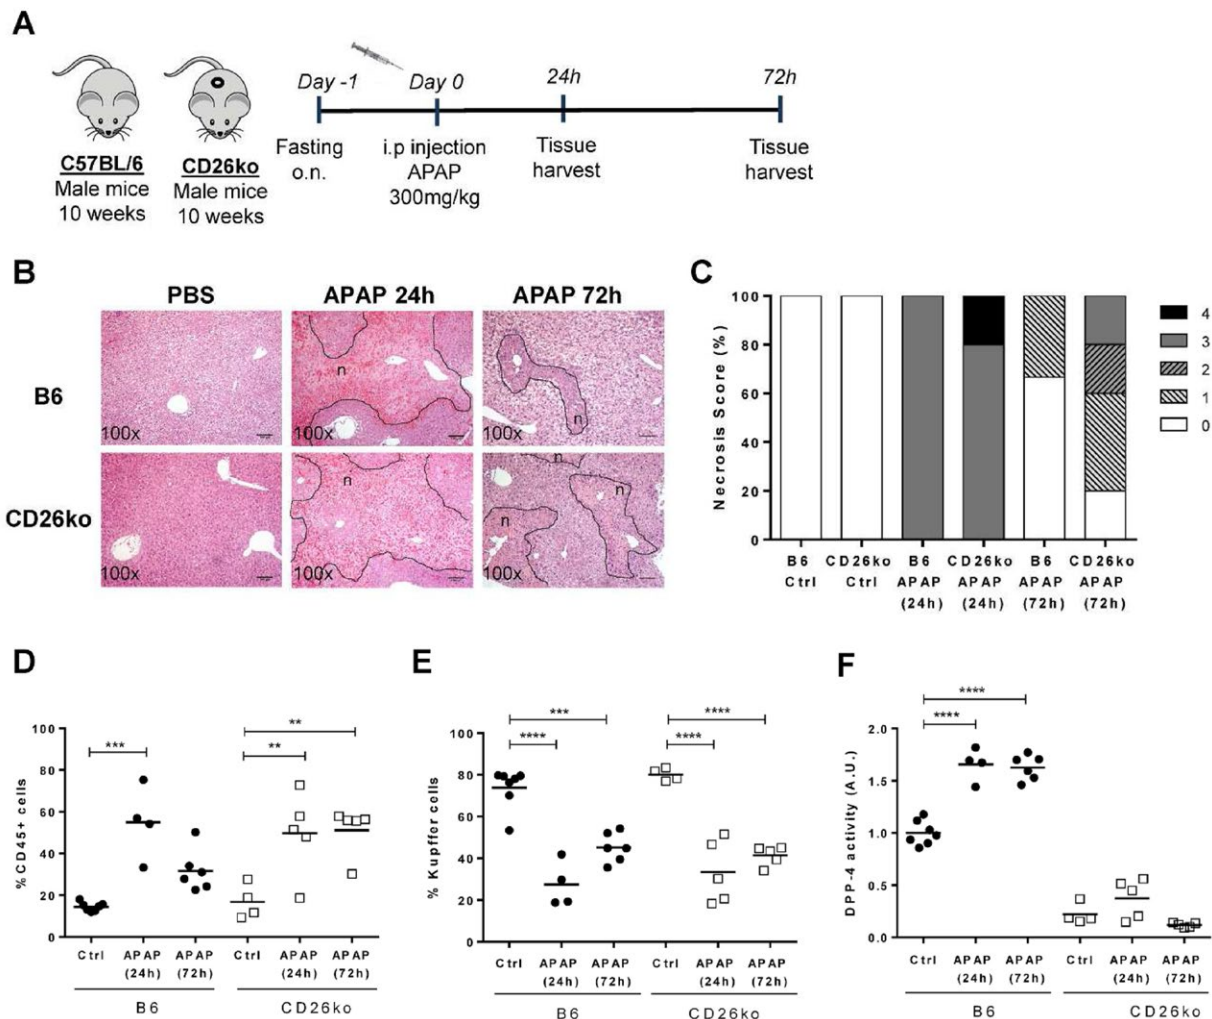 A
Day -1 Day 0 24h 72h
C57BL/6 CD26ko
Male mice Male mice
10 weeks 10 weeks
Fasting i.p injection Tissue Tissue
o.n. APAP harvest harvest
300mg/kg
B
PBS APAP 24h APAP 72h
B6
n n
100x 100x 100x
CD26ko
n n n n
100x 100x 100x
C
Necrosis Score (%)
100
80
60
40
20
0
4
3
2
1
0
B6 CD26ko B6 CD26ko B6 CD26ko
Ctrl Ctrl APAP APAP APAP APAP
(24h) (24h) (72h) (72h)
D
%CD45+ cells
100
80
60
40
20
0
*** ** **
Ctrl APAP APAP Ctrl APAP APAP
(24h) (72h) (24h) (72h)
B6 CD26ko
E
% Kupffer cells
100
80
60
40
20
0
*** ****
**** ****
Ctrl APAP APAP Ctrl APAP APAP
(24h) (72h) (24h) (72h)
B6 CD26ko
F
DPP-4 activity (A.U.)
2.0
1.5
1.0
0.5
0.0
****
****
Ctrl APAP APAP Ctrl APAP APAP
(24h) (72h) (24h) (72h)
B6 CD26ko